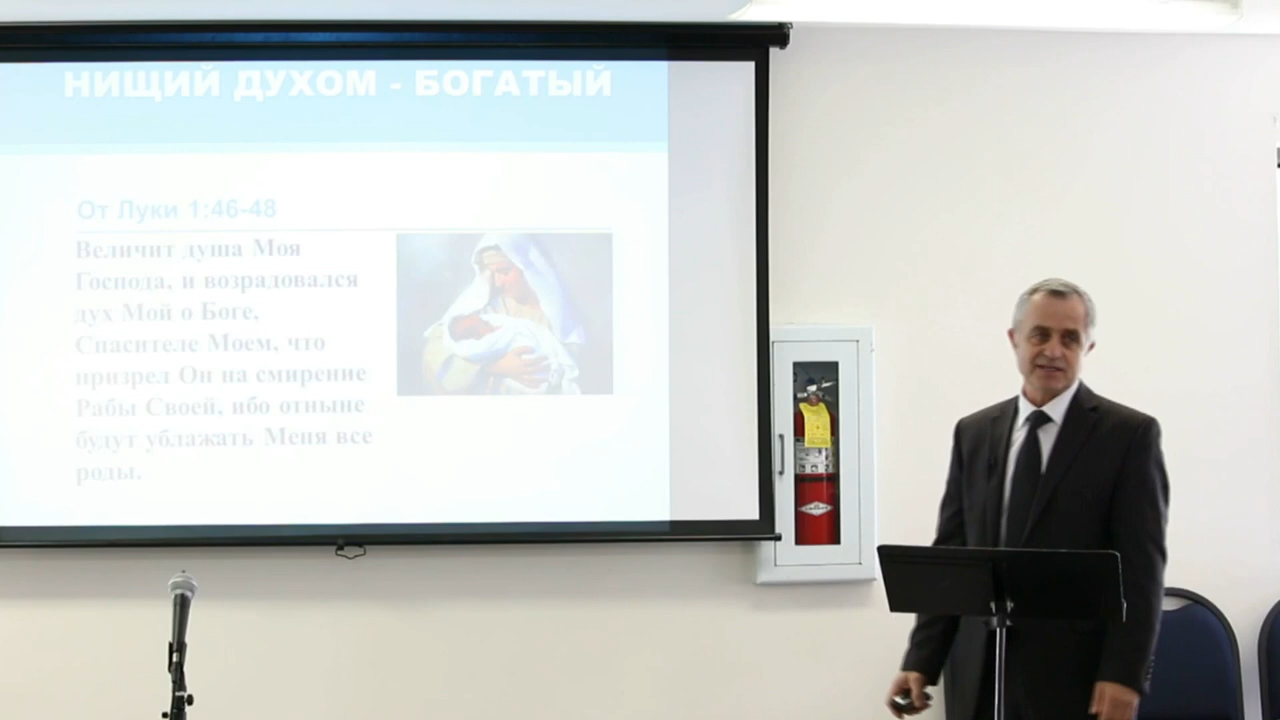 НИЩИЙ ДУХОМ - БОГАТЫЙ
От Луки 1:46-48
Величит душа Моя
Господа, и возрадовался
дух Мой о Боге,
Спасителе Моем, что
призрел Он на смирение
Рабы Своей, ибо отныне
будут ублажать Меня все
роды.